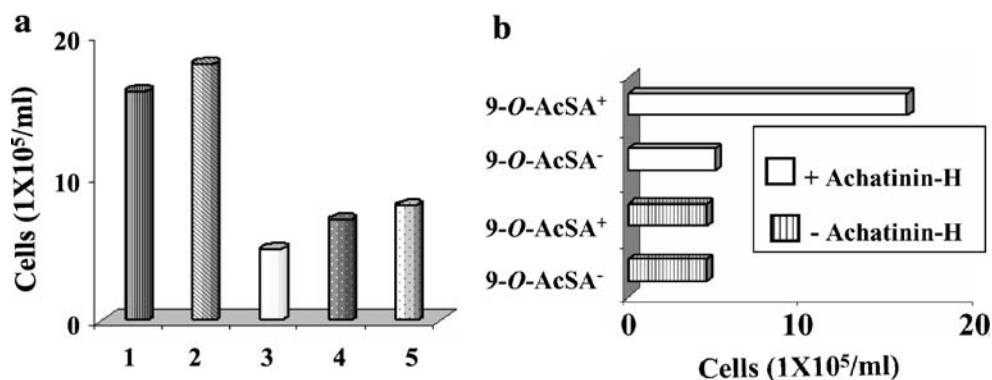 a
20
10
0
Cells (1X10⁵/ml)
1 2 3 4 5
b
9-O-AcSA⁺
9-O-AcSA⁻
9-O-AcSA⁺
9-O-AcSA⁻
+ Achatinin-H
- Achatinin-H
0 10 20
Cells (1X10⁵/ml)